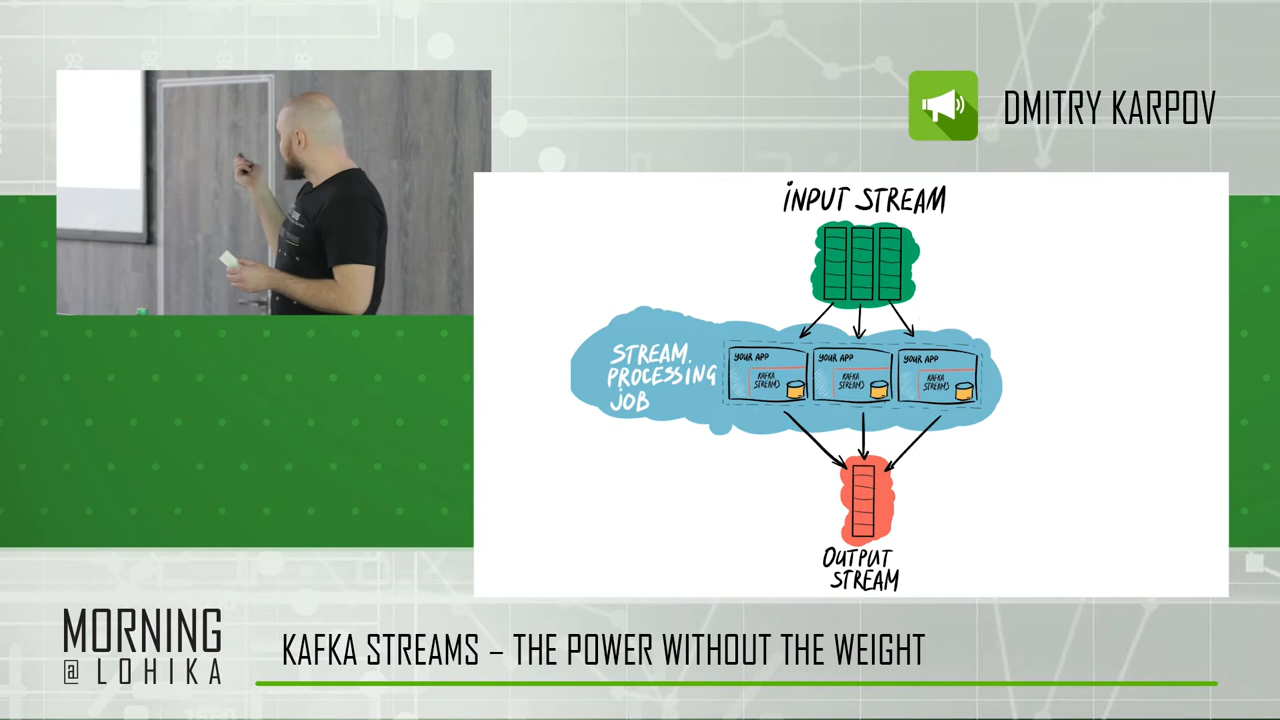 DMITRY KARPOV
INPUT STREAM
STREAM.
PROCESSING
JOB
YOUR APP
KAFKA
STREAMS
YOUR APP
KAFKA
STREAMS
YOUR APP
KAFKA
STREAMS
OUTPUT
STREAM
MORNING
@ LOHIKA
KAFKA STREAMS – THE POWER WITHOUT THE WEIGHT